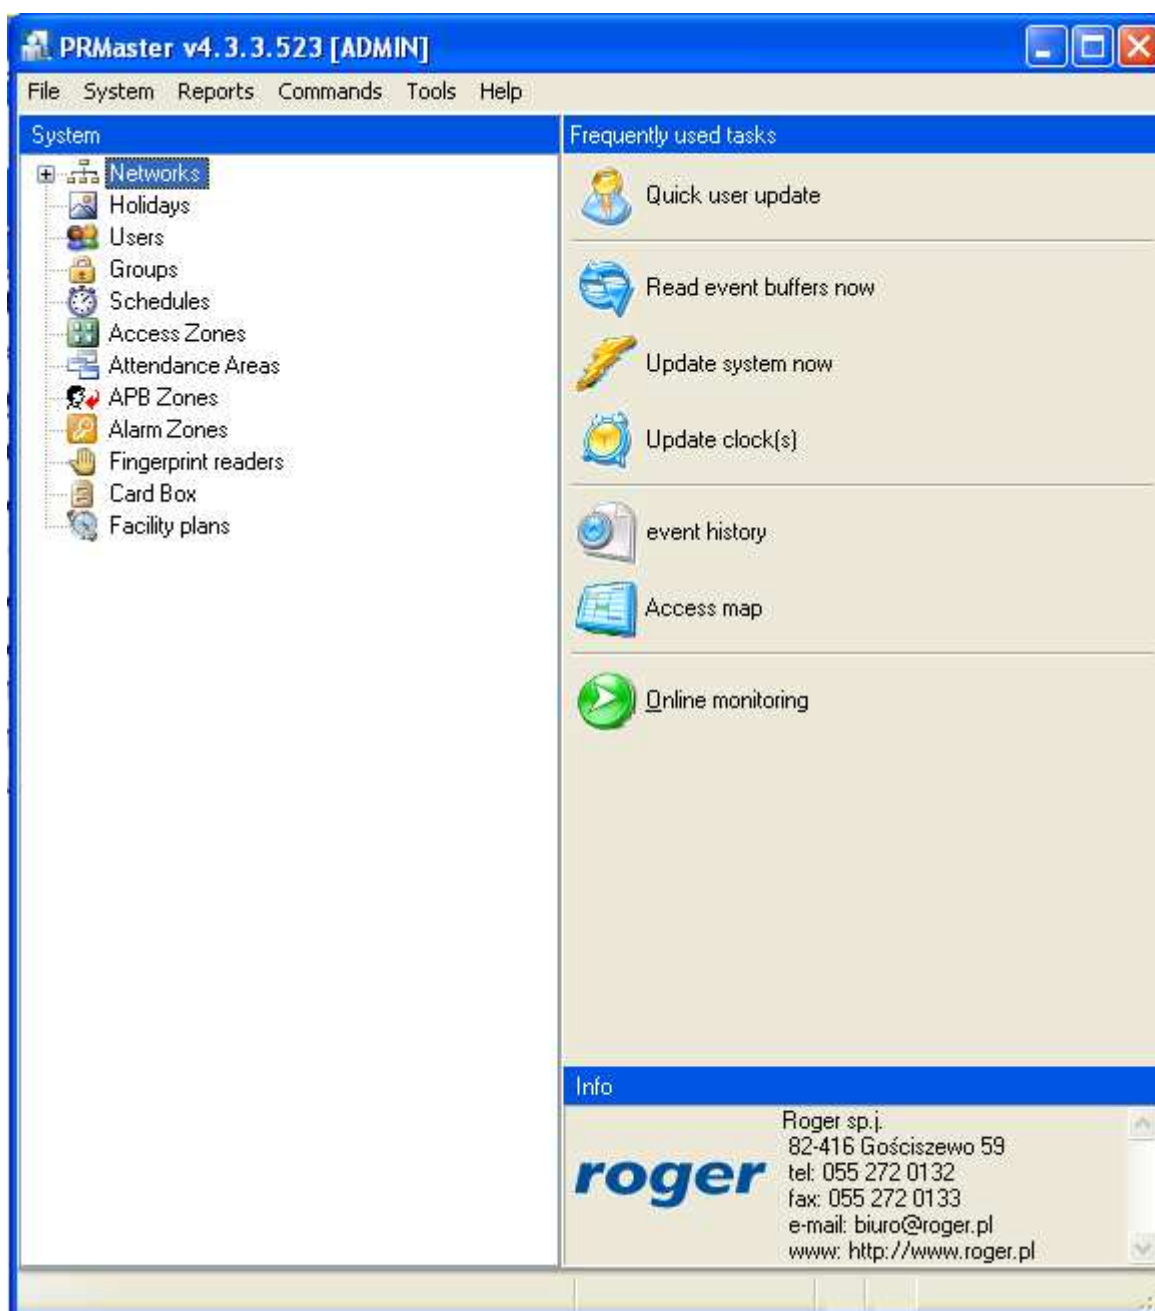 PRMaster v4.3.3.523 [ADMIN]
File System Reports Commands Tools Help
System
Networks
Holidays
Users
Groups
Schedules
Access Zones
Attendance Areas
APB Zones
Alarm Zones
Fingerprint readers
Card Box
Facility plans
Frequently used tasks
Quick user update
Read event buffers now
Update system now
Update clock(s)
event history
Access map
Online monitoring
Info
roger
Roger sp.j.
82-416 Gościszewo 59
tel: 055 272 0132
fax: 055 272 0133
e-mail: biuro@roger.pl
www: http://www.roger.pl